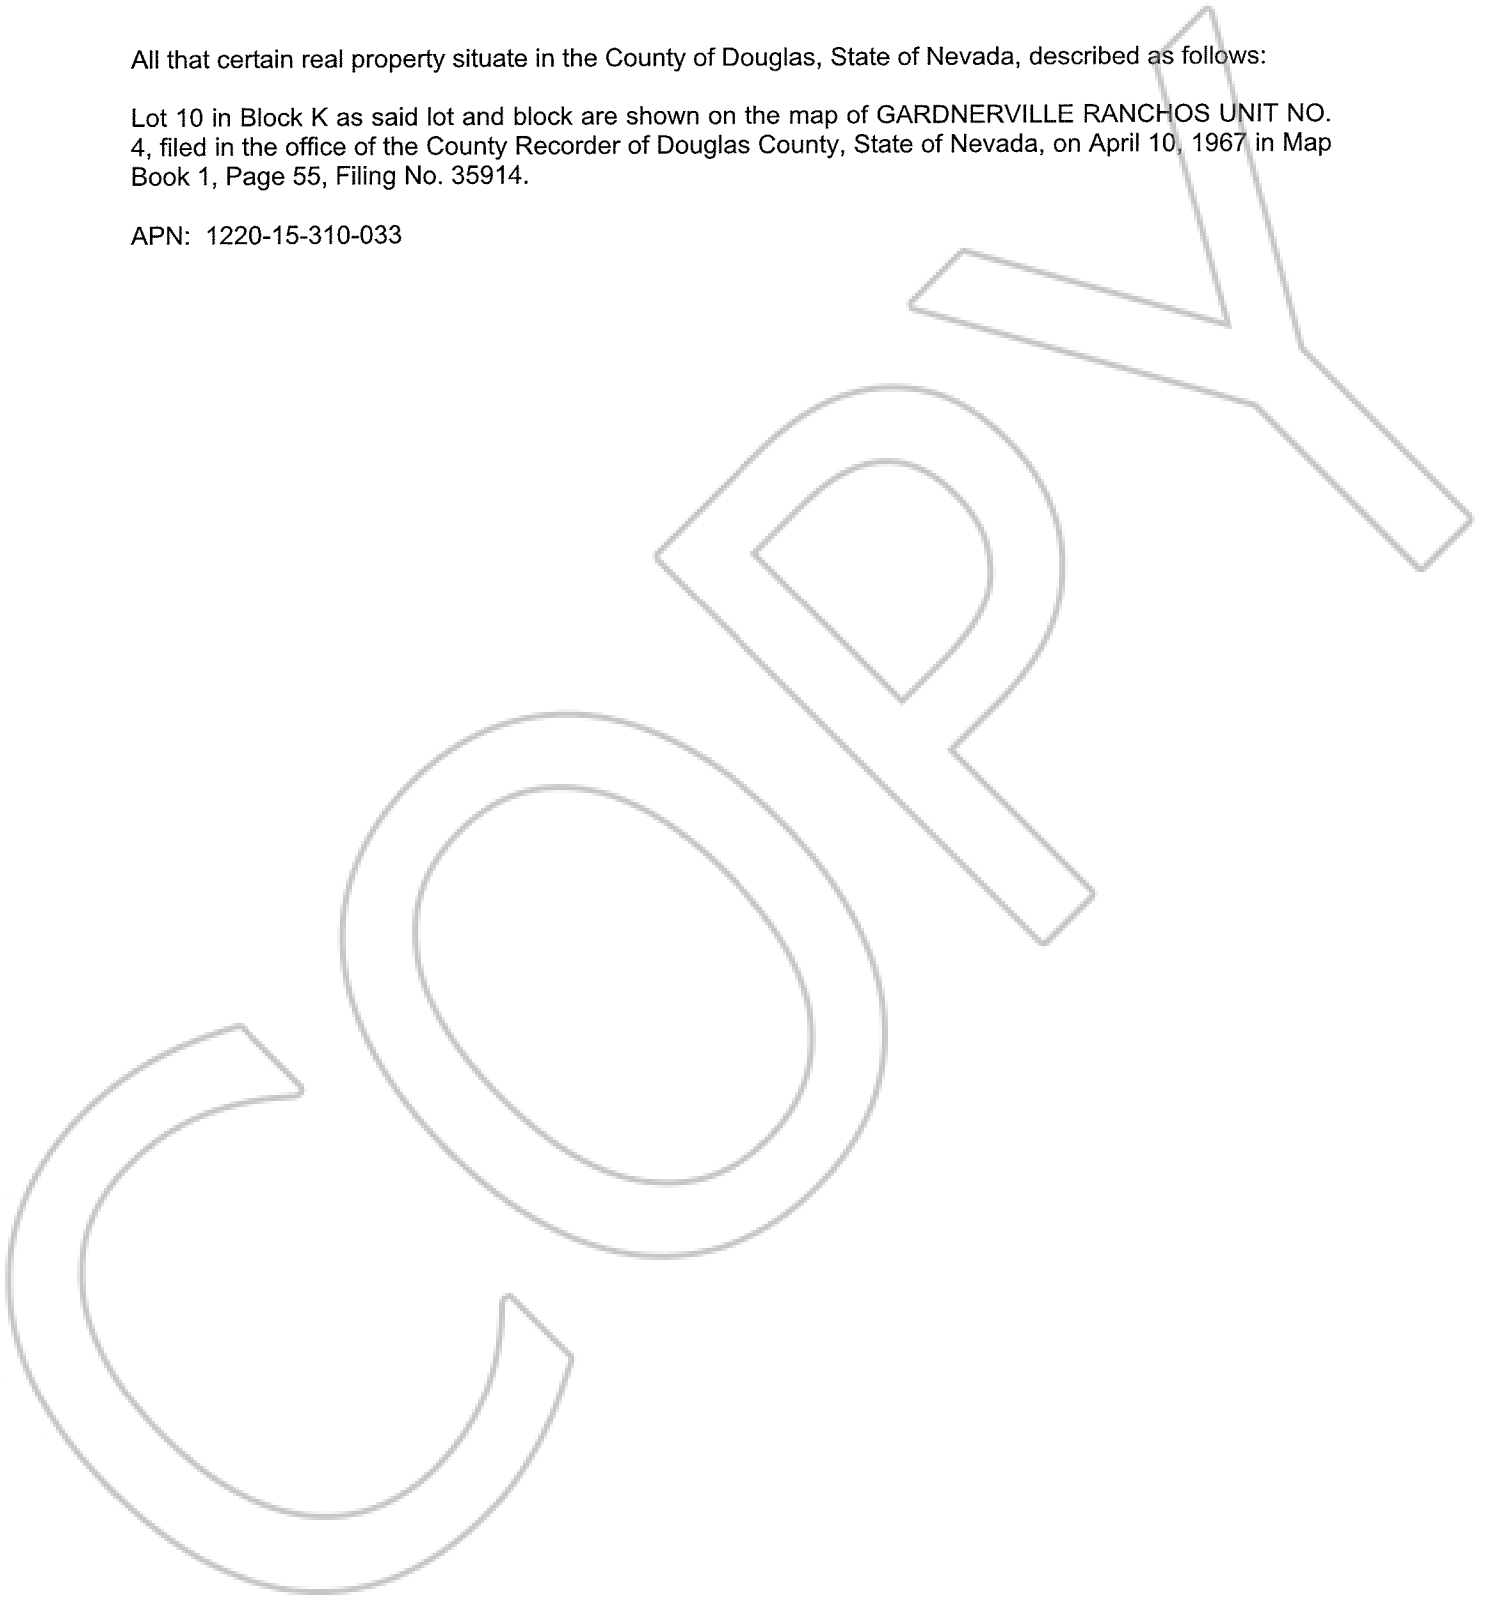 All that certain real property situate in the County of Douglas, State of Nevada, described as follows:
Lot 10 in Block K as said lot and block are shown on the map of GARDNERVILLE RANCHOS UNIT NO.
4, filed in the office of the County Recorder of Douglas County, State of Nevada, on April 10, 1967 in Map
Book 1, Page 55, Filing No. 35914.
APN: 1220-15-310-033
COPY